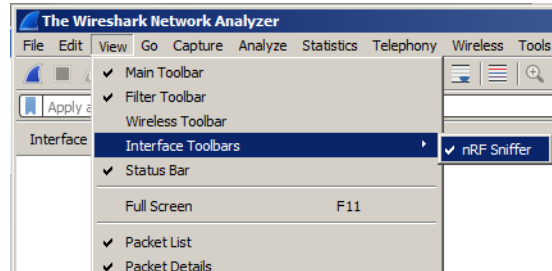 The Wireshark Network Analyzer
File Edit View Go Capture Analyze Statistics Telephony Wireless Tools
Main Toolbar
Filter Toolbar
Apply a
Wireless Toolbar
Interface
Interface Toolbars
nRF Sniffer
Status Bar
Full Screen F11
Packet List
Packet Details